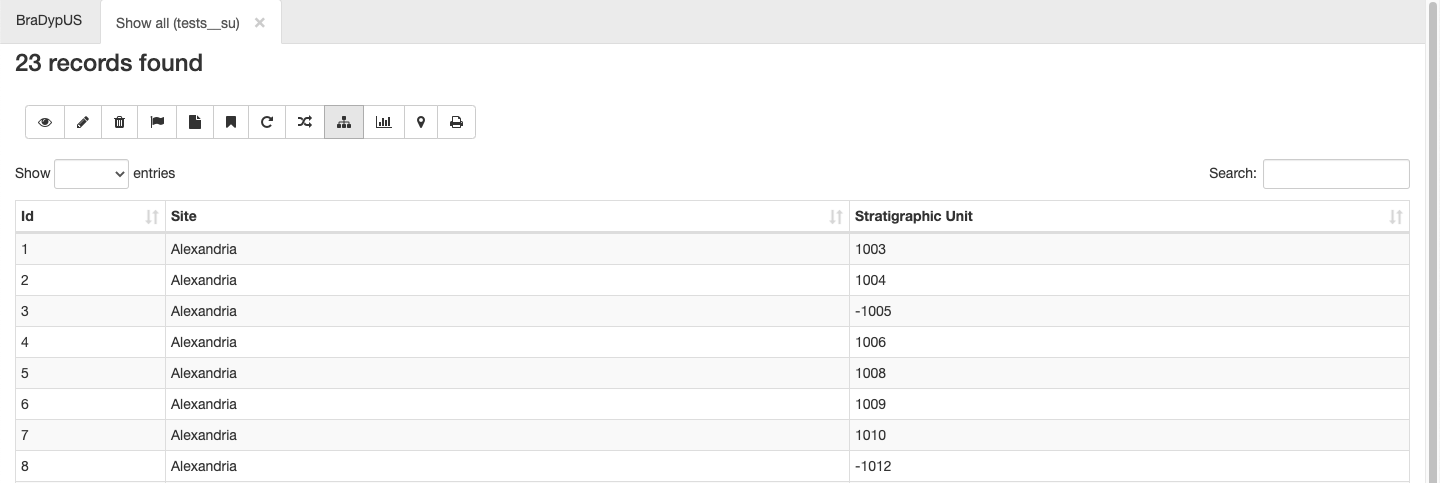 BraDypUS Show all (tests__su) ×
23 records found
Show entries Search:
Id Site Stratigraphic Unit
1 Alexandria 1003
2 Alexandria 1004
3 Alexandria -1005
4 Alexandria 1006
5 Alexandria 1008
6 Alexandria 1009
7 Alexandria 1010
8 Alexandria -1012